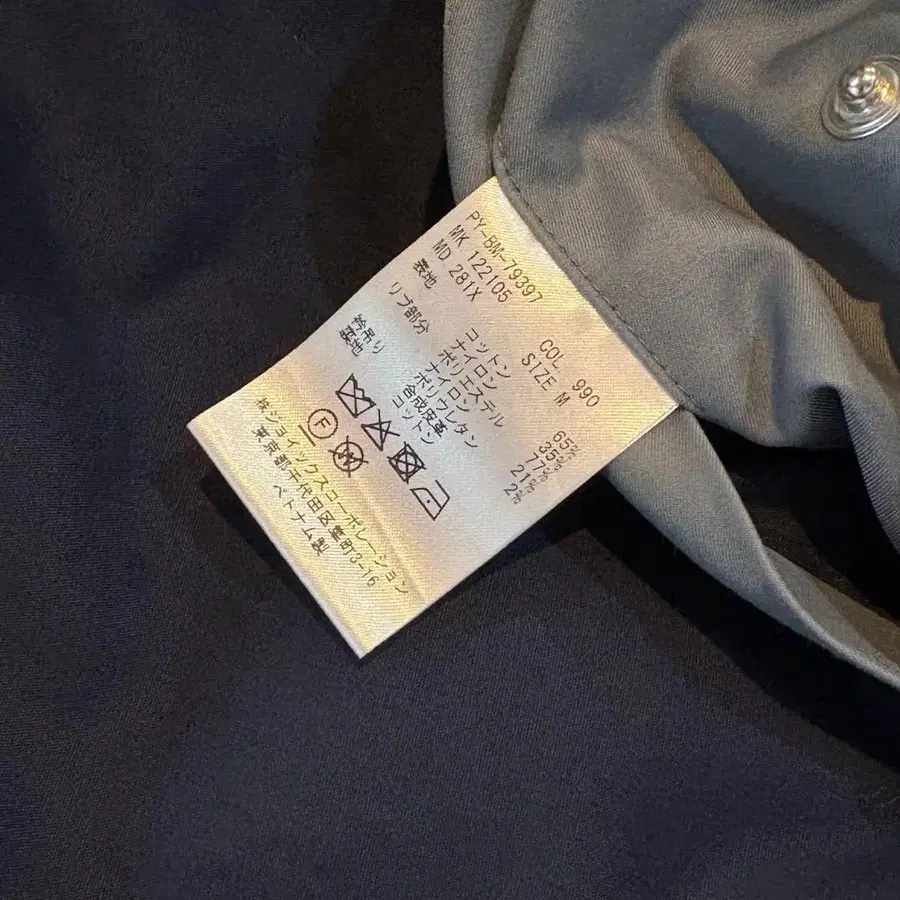 PY-BM-79397 COL 990
MK 122105 SIZE M
MD 281X
表地 コットン 65%
ナイロン 35%
リブ部分 ポリエステル 77%
ナイロン 21%
ポリウレタン 2%
衿吊り 合成皮革
裏地 コットン
F
W
㈱ジョイックスコーポレーション
東京都千代田区紀尾井町3-16
ベトナム製